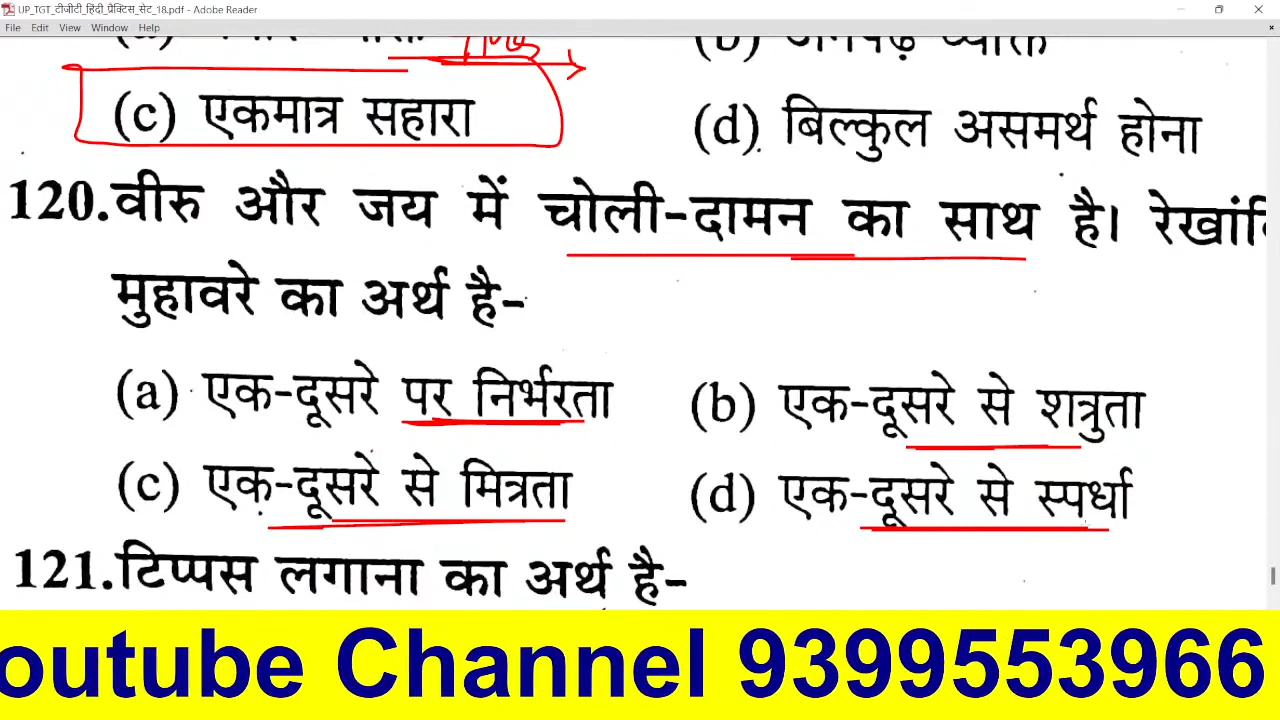 UP_TGT_टीजीटी_हिंदी_प्रैक्टिस_सेट_18.pdf - Adobe Reader
File Edit View Window Help
(b) अनपढ़ व्यक्ति
(c) एकमात्र सहारा (d) बिल्कुल असमर्थ होना
120. वीरु और जय में चोली-दामन का साथ है। रेखांकि
मुहावरे का अर्थ है-
(a) एक-दूसरे पर निर्भरता (b) एक-दूसरे से शत्रुता
(c) एक-दूसरे से मित्रता (d) एक-दूसरे से स्पर्धा
121. टिप्पस लगाना का अर्थ है-
outube Channel 9399553966